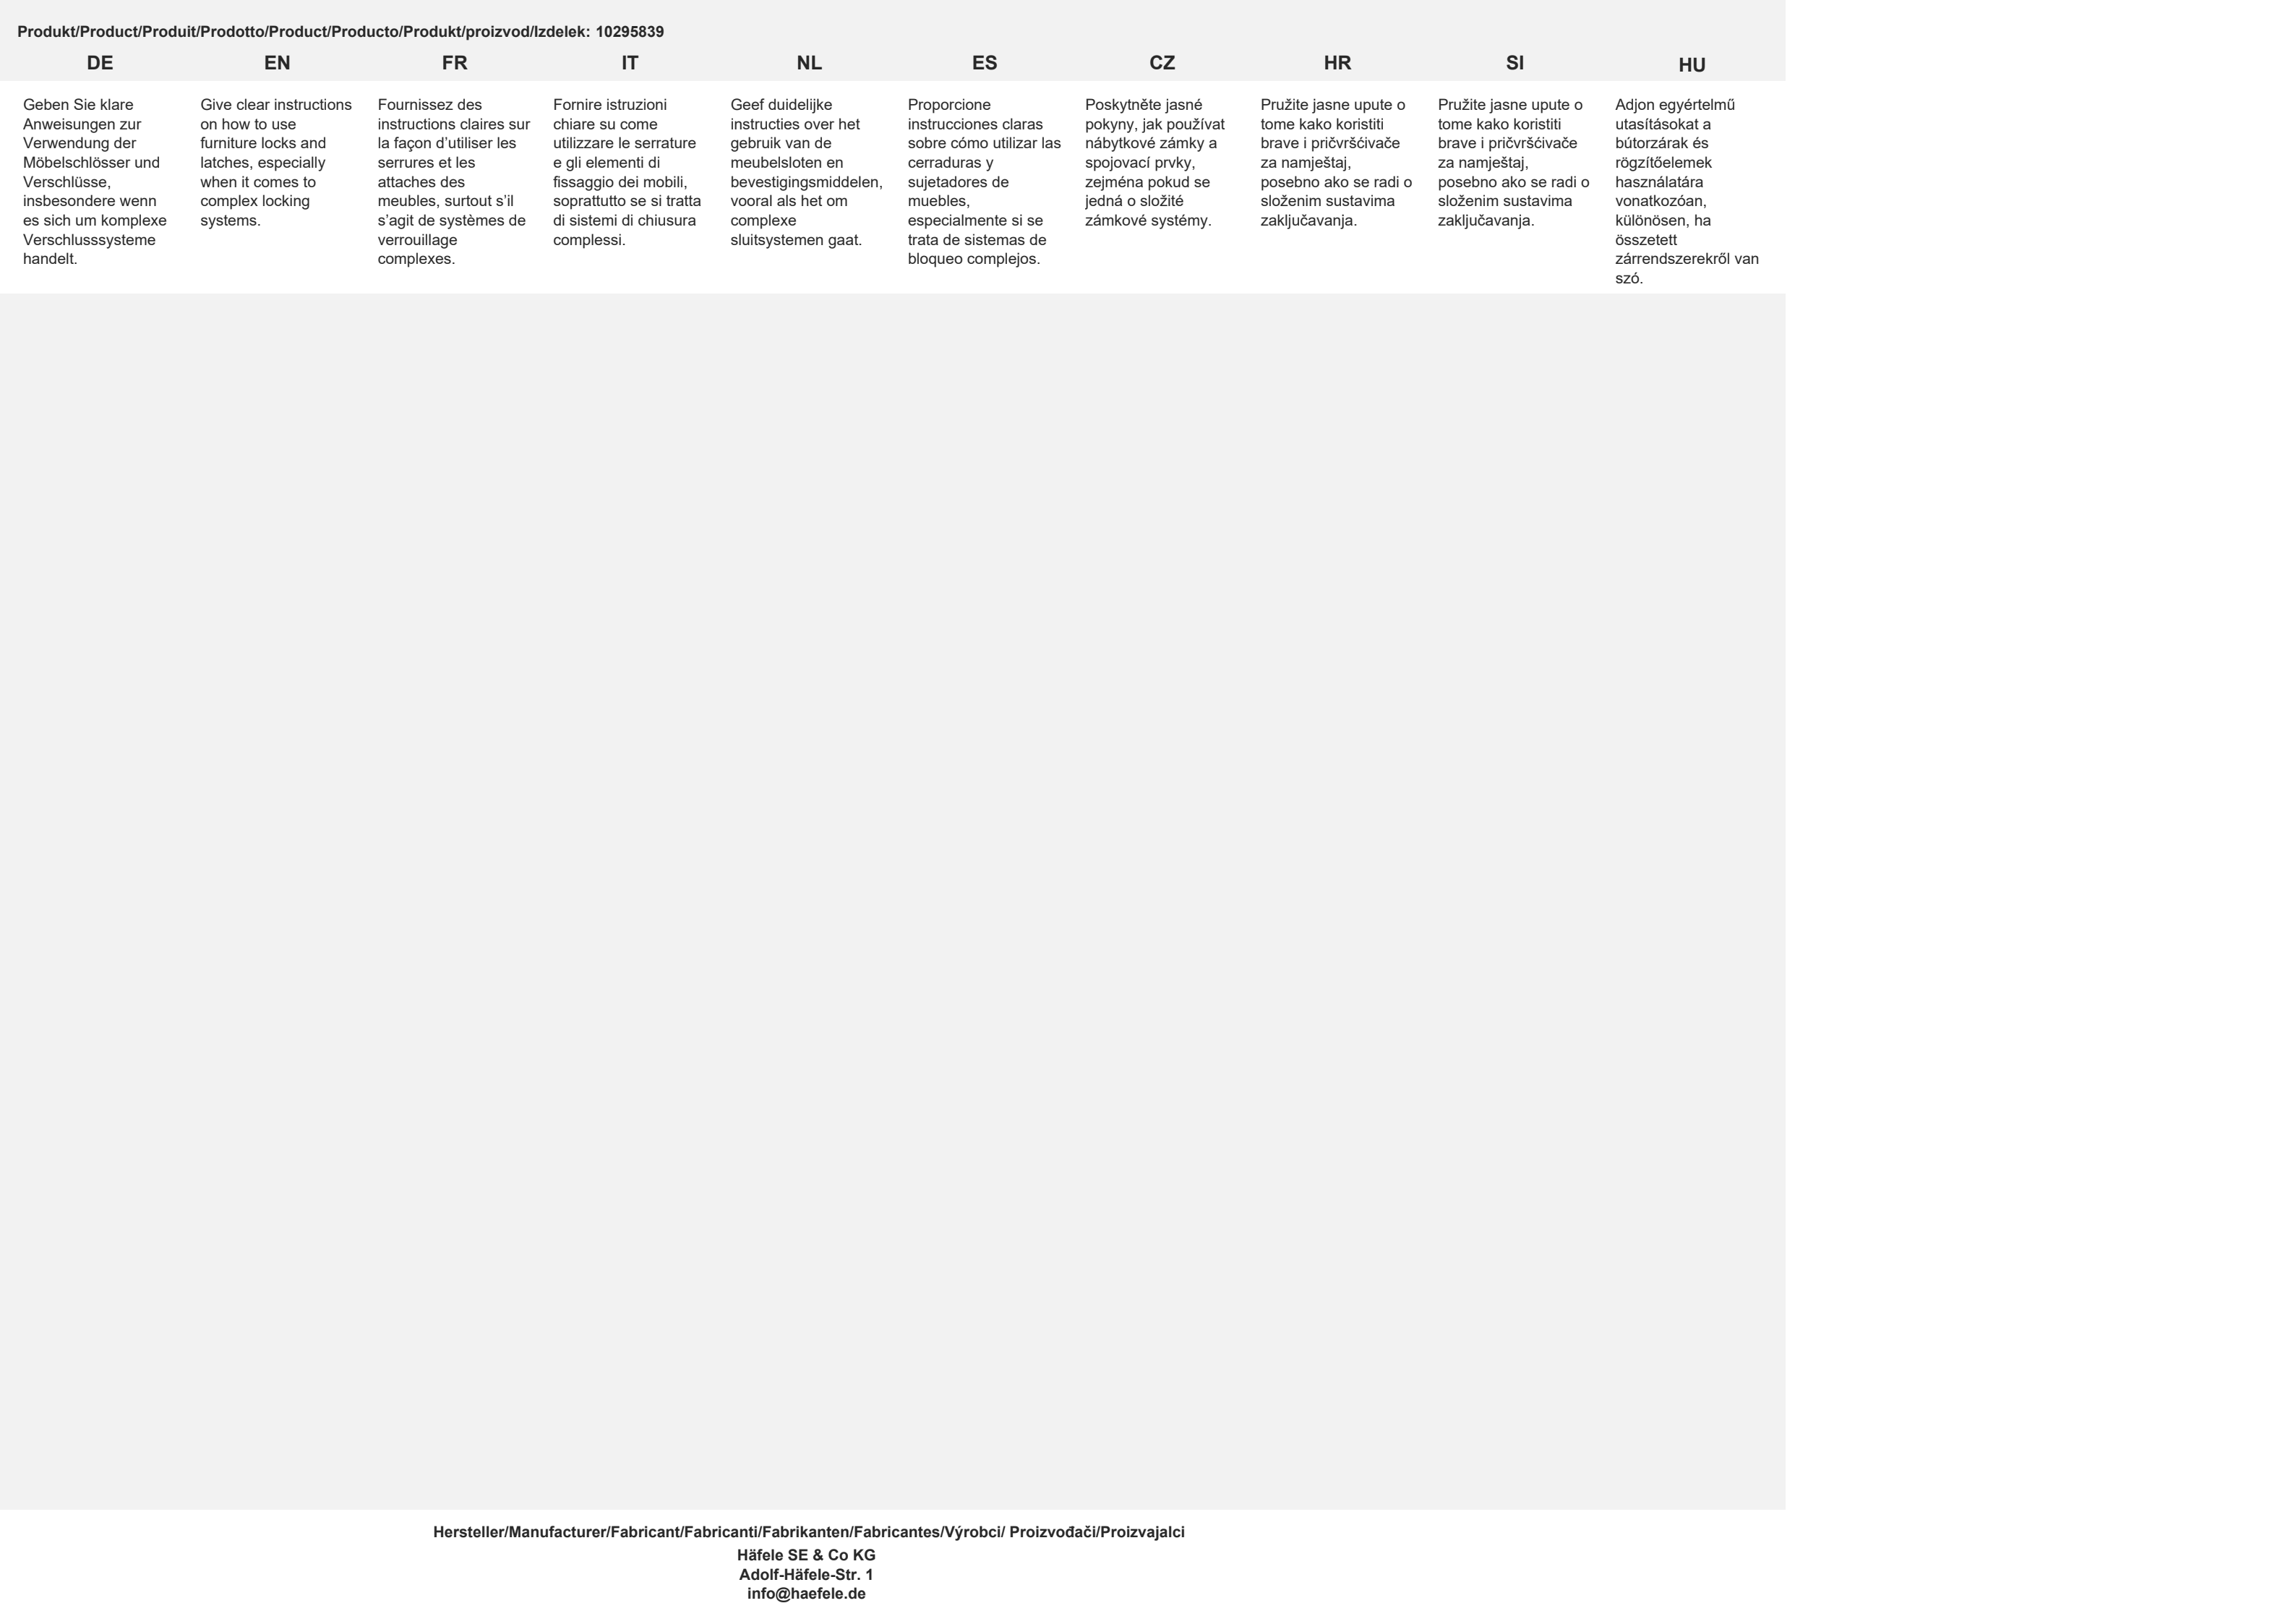 Produkt/Product/Produit/Prodotto/Product/Producto/Produkt/proizvod/Izdelek: 10295839
DE
EN
FR
IT
NL
ES
CZ
HR
SI
HU
Geben Sie klare
Anweisungen zur
Verwendung der
Möbelschlösser und
Verschlüsse,
insbesondere wenn
es sich um komplexe
Verschlusssysteme
handelt.
Give clear instructions
on how to use
furniture locks and
latches, especially
when it comes to
complex locking
systems.
Fournissez des
instructions claires sur
la façon d’utiliser les
serrures et les
attaches des
meubles, surtout s’il
s’agit de systèmes de
verrouillage
complexes.
Fornire istruzioni
chiare su come
utilizzare le serrature
e gli elementi di
fissaggio dei mobili,
soprattutto se si tratta
di sistemi di chiusura
complessi.
Geef duidelijke
instructies over het
gebruik van de
meubelsloten en
bevestigingsmiddelen,
vooral als het om
complexe
sluitsystemen gaat.
Proporcione
instrucciones claras
sobre cómo utilizar las
cerraduras y
sujetadores de
muebles,
especialmente si se
trata de sistemas de
bloqueo complejos.
Poskytněte jasné
pokyny, jak používat
nábytkové zámky a
spojovací prvky,
zejména pokud se
jedná o složité
zámkové systémy.
Pružite jasne upute o
tome kako koristiti
brave i pričvršćivače
za namještaj,
posebno ako se radi o
složenim sustavima
zaključavanja.
Pružite jasne upute o
tome kako koristiti
brave i pričvršćivače
za namještaj,
posebno ako se radi o
složenim sustavima
zaključavanja.
Adjon egyértelmű
utasításokat a
bútorzárak és
rögzítőelemek
használatára
vonatkozóan,
különösen, ha
összetett
zárrendszerekről van
szó.
Hersteller/Manufacturer/Fabricant/Fabricanti/Fabrikanten/Fabricantes/Výrobci/ Proizvođači/Proizvajalci
Häfele SE & Co KG
Adolf-Häfele-Str. 1
info@haefele.de